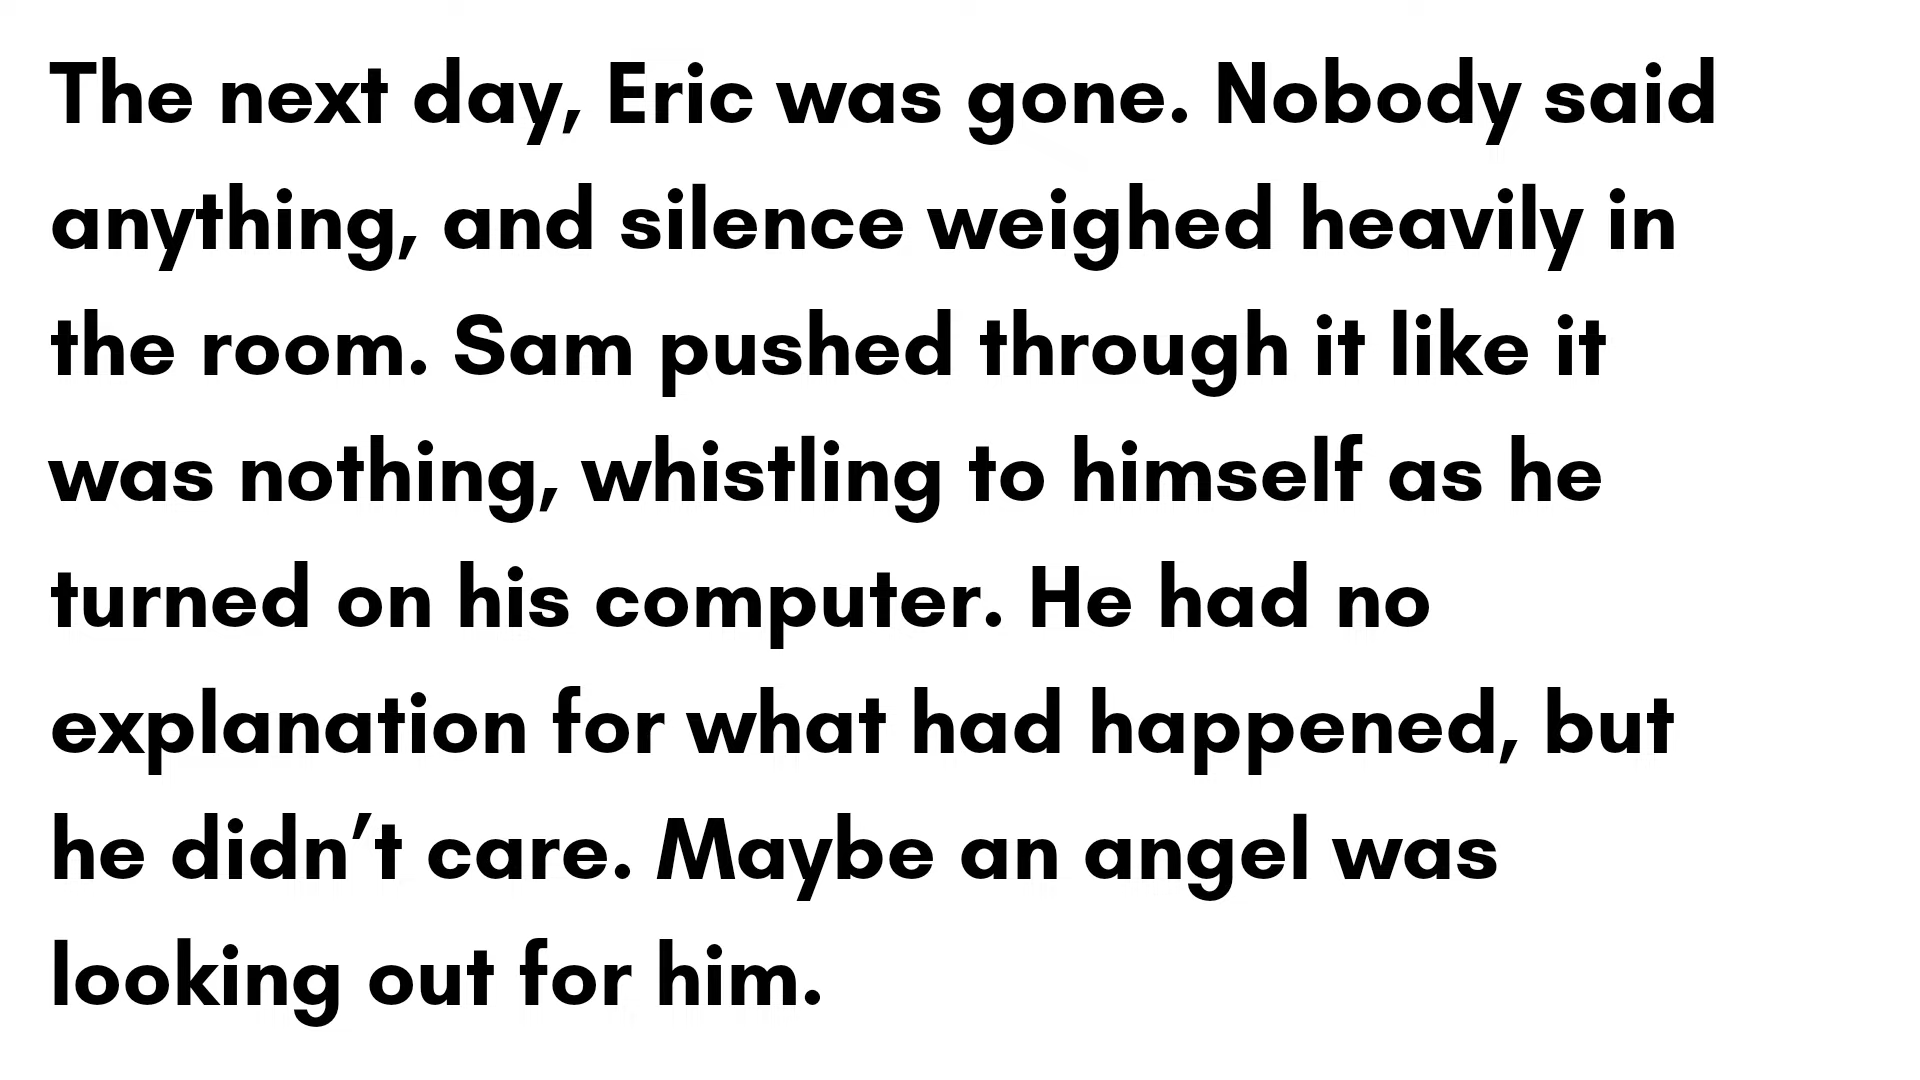 The next day, Eric was gone. Nobody said
anything, and silence weighed heavily in
the room. Sam pushed through it like it
was nothing, whistling to himself as he
turned on his computer. He had no
explanation for what had happened, but
he didn’t care. Maybe an angel was
looking out for him.